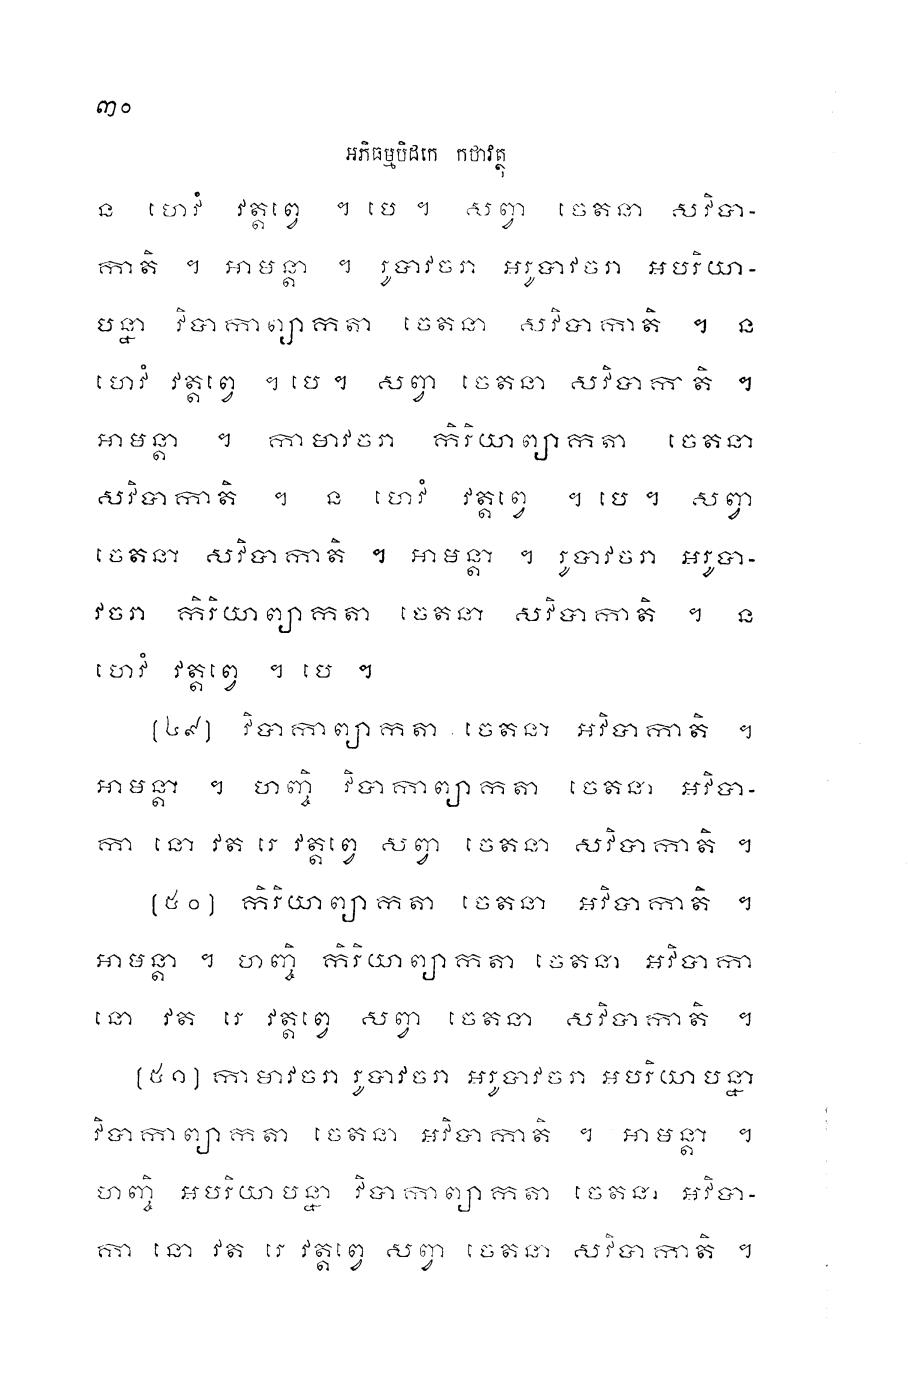 ៣០
អភិធម្មបិដកេ កថាវត្ថុ
ន ហេវំ វត្តព្វេ ។ បេ ។ សព្វា ចេតនា សវិបា-
កាតិ ។ អាមន្តា ។ រូបាវចរា អរូបាវចរា អបរិយា-
បន្នា វិបាកាព្យាកតា ចេតនា សវិបាកាតិ ។ ន
ហេវំ វត្តព្វេ ។ បេ ។ សព្វា ចេតនា សវិបាកាតិ ។
អាមន្តា ។ កាមាវចរា កិរិយាព្យាកតា ចេតនា
សវិបាកាតិ ។ ន ហេវំ វត្តព្វេ ។ បេ ។ សព្វា
ចេតនា សវិបាកាតិ ។ អាមន្តា ។ រូបាវចរា អរូបា-
វចរា កិរិយាព្យាកតា ចេតនា សវិបាកាតិ ។ ន
ហេវំ វត្តព្វេ ។ បេ ។
(៤៩) វិបាកាព្យាកតា ចេតនា អវិបាកាតិ ។
អាមន្តា ។ ហញ្ចិ វិបាកាព្យាកតា ចេតនា អវិបា-
កា នោ វត រេ វត្តព្វេ សព្វា ចេតនា សវិបាកាតិ ។
(៥០) កិរិយាព្យាកតា ចេតនា អវិបាកាតិ ។
អាមន្តា ។ ហញ្ចិ កិរិយាព្យាកតា ចេតនា អវិបាកា
នោ វត រេ វត្តព្វេ សព្វា ចេតនា សវិបាកាតិ ។
(៥១) កាមាវចរា រូបាវចរា អរូបាវចរា អបរិយាបន្នា
វិបាកាព្យាកតា ចេតនា អវិបាកាតិ ។ អាមន្តា ។
ហញ្ចិ អបរិយាបន្នា វិបាកាព្យាកតា ចេតនា អវិបា-
កា នោ វត រេ វត្តព្វេ សព្វា ចេតនា សវិបាកាតិ ។